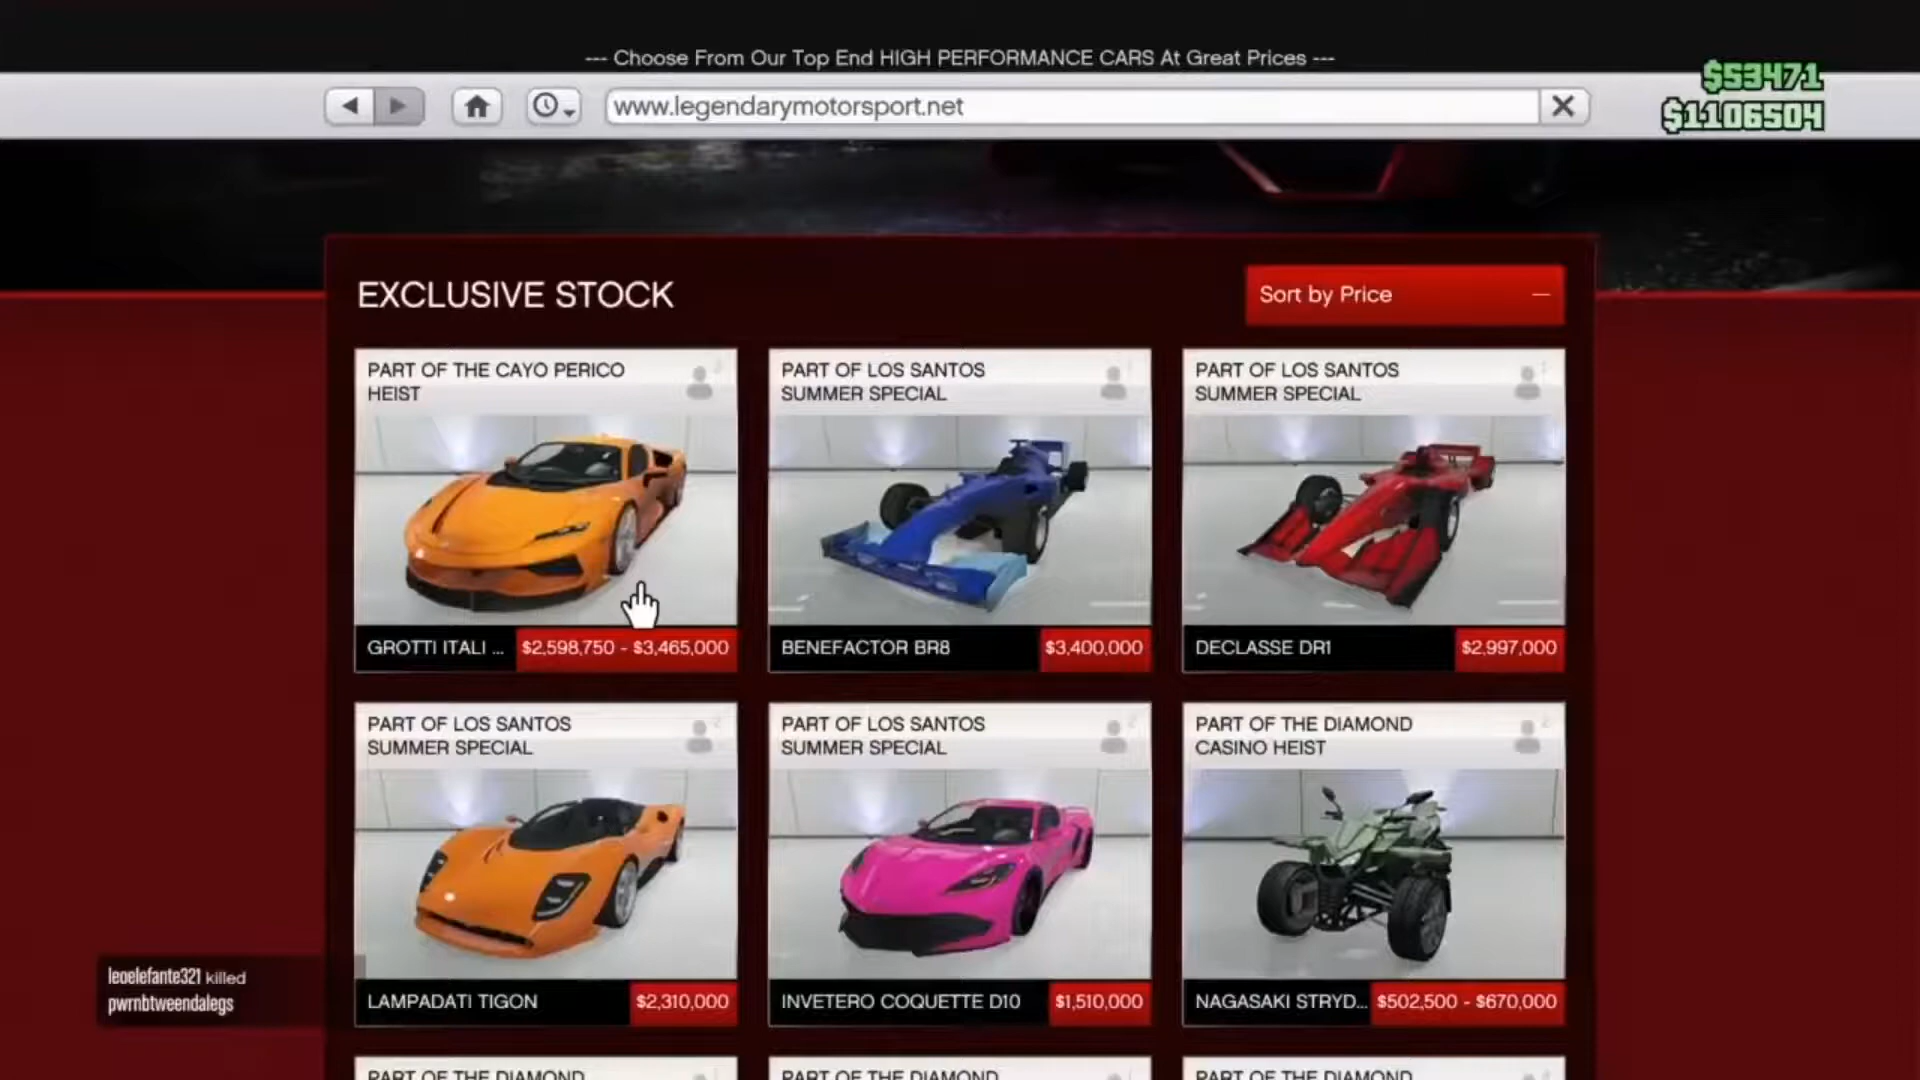 --- Choose From Our Top End HIGH PERFORMANCE CARS At Great Prices ---
www.legendarymotorsport.net
$53471
$1106504
EXCLUSIVE STOCK
Sort by Price
PART OF THE CAYO PERICO
HEIST
GROTTI ITALI ...
$2,598,750 - $3,465,000
PART OF LOS SANTOS
SUMMER SPECIAL
BENEFACTOR BR8
$3,400,000
PART OF LOS SANTOS
SUMMER SPECIAL
DECLASSE DR1
$2,997,000
PART OF LOS SANTOS
SUMMER SPECIAL
LAMPADATI TIGON
$2,310,000
PART OF LOS SANTOS
SUMMER SPECIAL
INVETERO COQUETTE D10
$1,510,000
PART OF THE DIAMOND
CASINO HEIST
NAGASAKI STRYD...
$502,500 - $670,000
leoelefante321 killed
pwrnbtweendalegs
PART OF THE DIAMOND
PART OF THE DIAMOND
PART OF THE DIAMOND